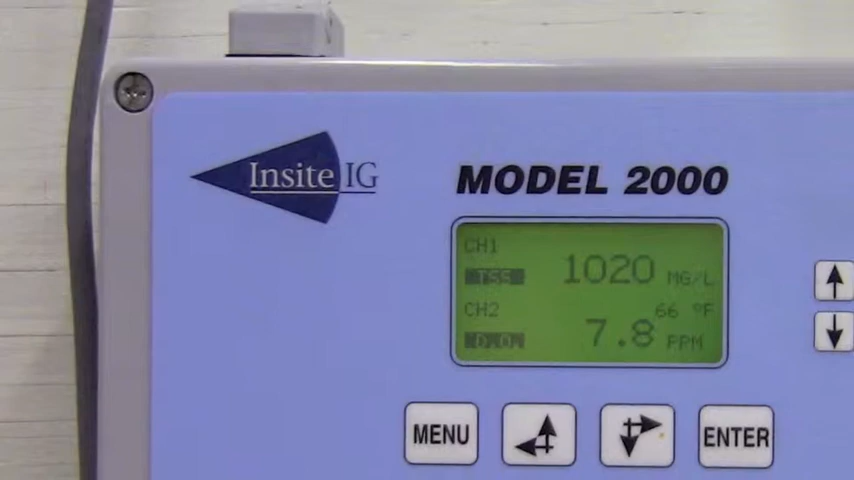 Insite IG
MODEL 2000
CH1
TSS 1020 MG/L
CH2 66 °F
D.O. 7.8 PPM
MENU
ENTER